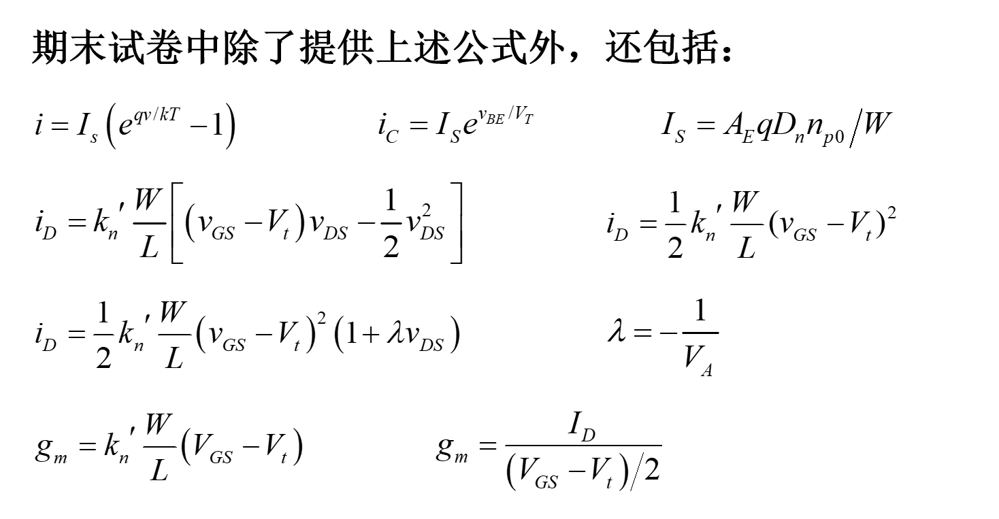 期末试卷中除了提供上述公式外，还包括：
$i = I_s\left(e^{qv/kT} - 1\right)$ $i_C = I_S e^{v_{BE}/V_T}$ $I_S = A_E q D_n n_{p0} / W$
$i_D = k_n' \frac{W}{L}\left[\left(v_{GS} - V_t\right)v_{DS} - \frac{1}{2}v_{DS}^2\right]$ $i_D = \frac{1}{2}k_n' \frac{W}{L}(v_{GS} - V_t)^2$
$i_D = \frac{1}{2}k_n' \frac{W}{L}\left(v_{GS} - V_t\right)^2\left(1 + \lambda v_{DS}\right)$ $\lambda = -\frac{1}{V_A}$
$g_m = k_n' \frac{W}{L}\left(V_{GS} - V_t\right)$ $g_m = \frac{I_D}{\left(V_{GS} - V_t\right)/2}$